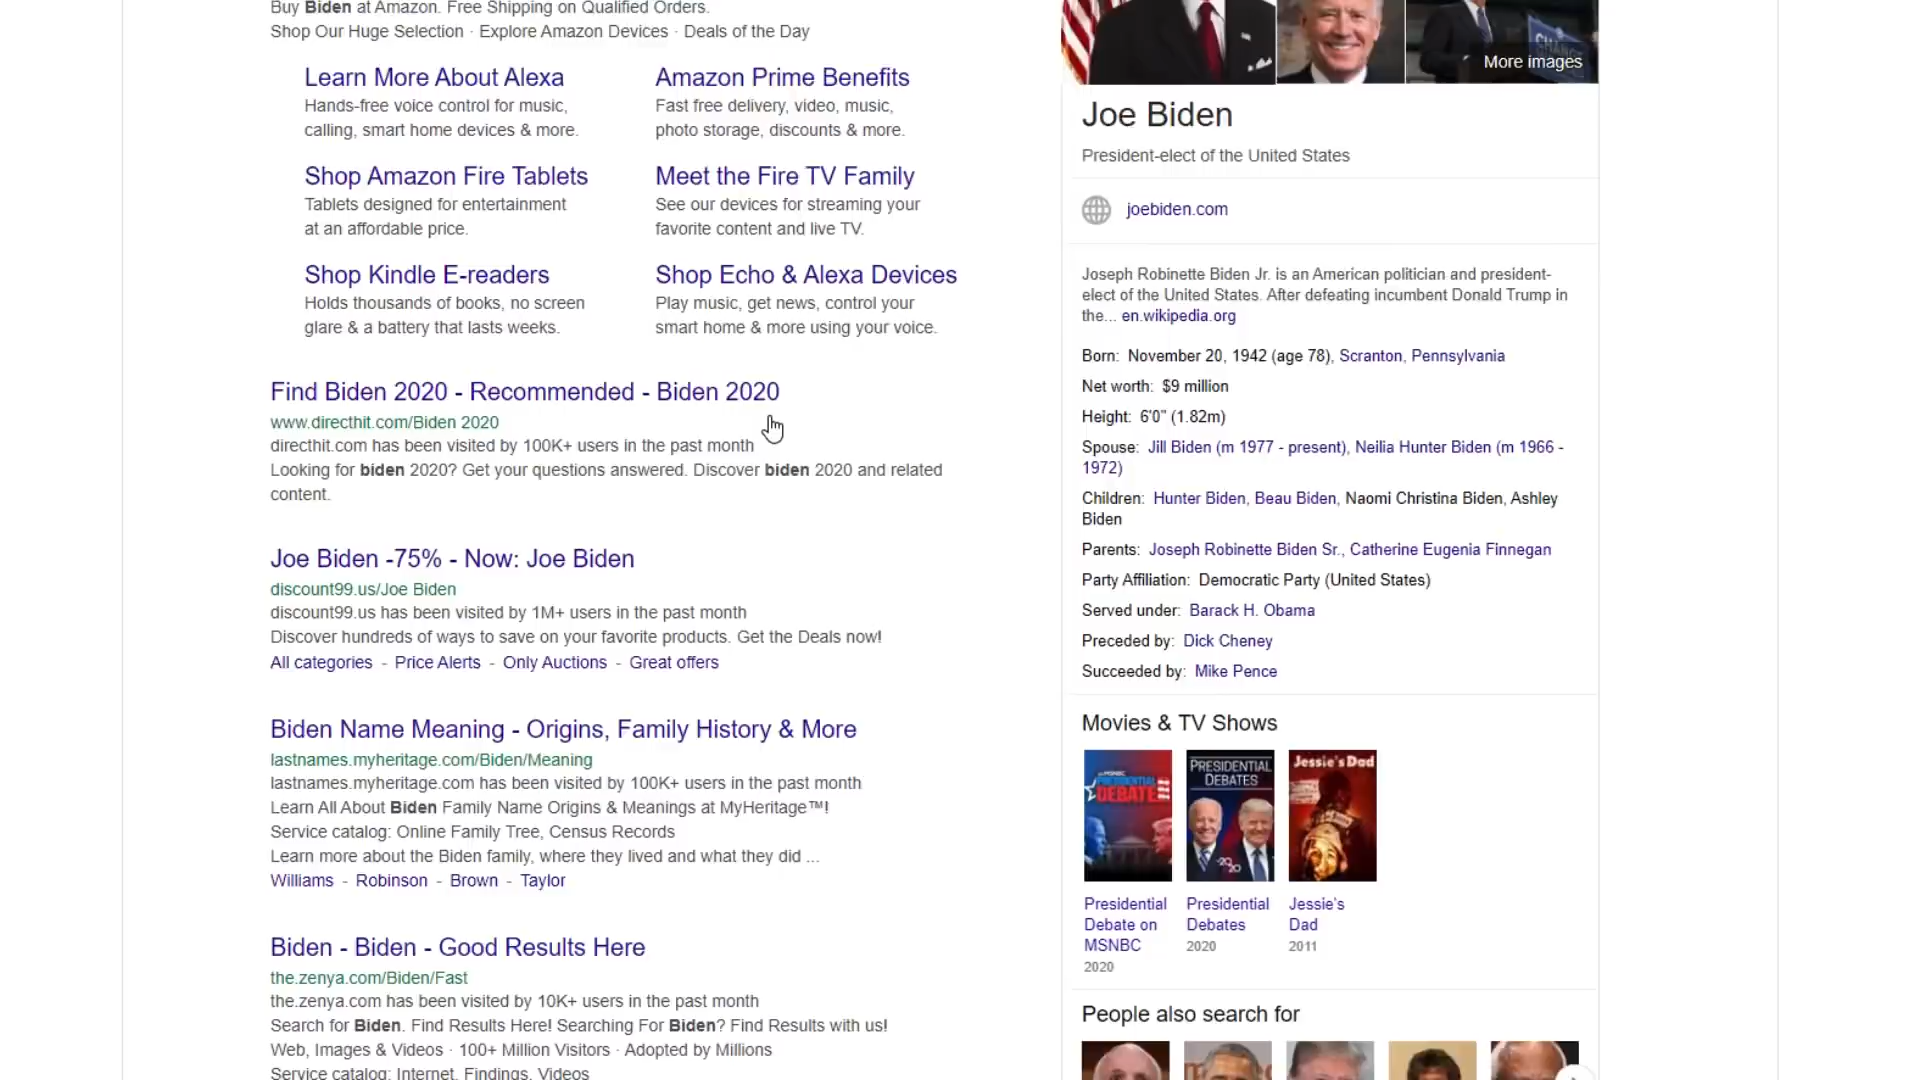 Buy Biden at Amazon. Free Shipping on Qualified Orders.
Shop Our Huge Selection · Explore Amazon Devices · Deals of the Day
Learn More About Alexa
Hands-free voice control for music,
calling, smart home devices & more.
Amazon Prime Benefits
Fast free delivery, video, music,
photo storage, discounts & more.
Shop Amazon Fire Tablets
Tablets designed for entertainment
at an affordable price.
Meet the Fire TV Family
See our devices for streaming your
favorite content and live TV.
Shop Kindle E-readers
Holds thousands of books, no screen
glare & a battery that lasts weeks.
Shop Echo & Alexa Devices
Play music, get news, control your
smart home & more using your voice.
Find Biden 2020 - Recommended - Biden 2020
www.directhit.com/Biden 2020
directhit.com has been visited by 100K+ users in the past month
Looking for biden 2020? Get your questions answered. Discover biden 2020 and related
content.
Joe Biden -75% - Now: Joe Biden
discount99.us/Joe Biden
discount99.us has been visited by 1M+ users in the past month
Discover hundreds of ways to save on your favorite products. Get the Deals now!
All categories - Price Alerts - Only Auctions - Great offers
Biden Name Meaning - Origins, Family History & More
lastnames.myheritage.com/Biden/Meaning
lastnames.myheritage.com has been visited by 100K+ users in the past month
Learn All About Biden Family Name Origins & Meanings at MyHeritage™!
Service catalog: Online Family Tree, Census Records
Learn more about the Biden family, where they lived and what they did ...
Williams - Robinson - Brown - Taylor
Biden - Biden - Good Results Here
the.zenya.com/Biden/Fast
the.zenya.com has been visited by 10K+ users in the past month
Search for Biden. Find Results Here! Searching For Biden? Find Results with us!
Web, Images & Videos · 100+ Million Visitors · Adopted by Millions
Service catalog: Internet, Findings, Videos
CHANGE
More images
Joe Biden
President-elect of the United States
joebiden.com
Joseph Robinette Biden Jr. is an American politician and president-
elect of the United States. After defeating incumbent Donald Trump in
the... en.wikipedia.org
Born: November 20, 1942 (age 78), Scranton, Pennsylvania
Net worth: $9 million
Height: 6'0" (1.82m)
Spouse: Jill Biden (m 1977 - present), Neilia Hunter Biden (m 1966 -
1972)
Children: Hunter Biden, Beau Biden, Naomi Christina Biden, Ashley
Biden
Parents: Joseph Robinette Biden Sr., Catherine Eugenia Finnegan
Party Affiliation: Democratic Party (United States)
Served under: Barack H. Obama
Preceded by: Dick Cheney
Succeeded by: Mike Pence
Movies & TV Shows
MSNBC
PRESIDENTIAL
DEBATE
PRESIDENTIAL
DEBATES
2020
Jessie's Dad
Presidential
Debate on
MSNBC
2020
Presidential
Debates
2020
Jessie's
Dad
2011
People also search for